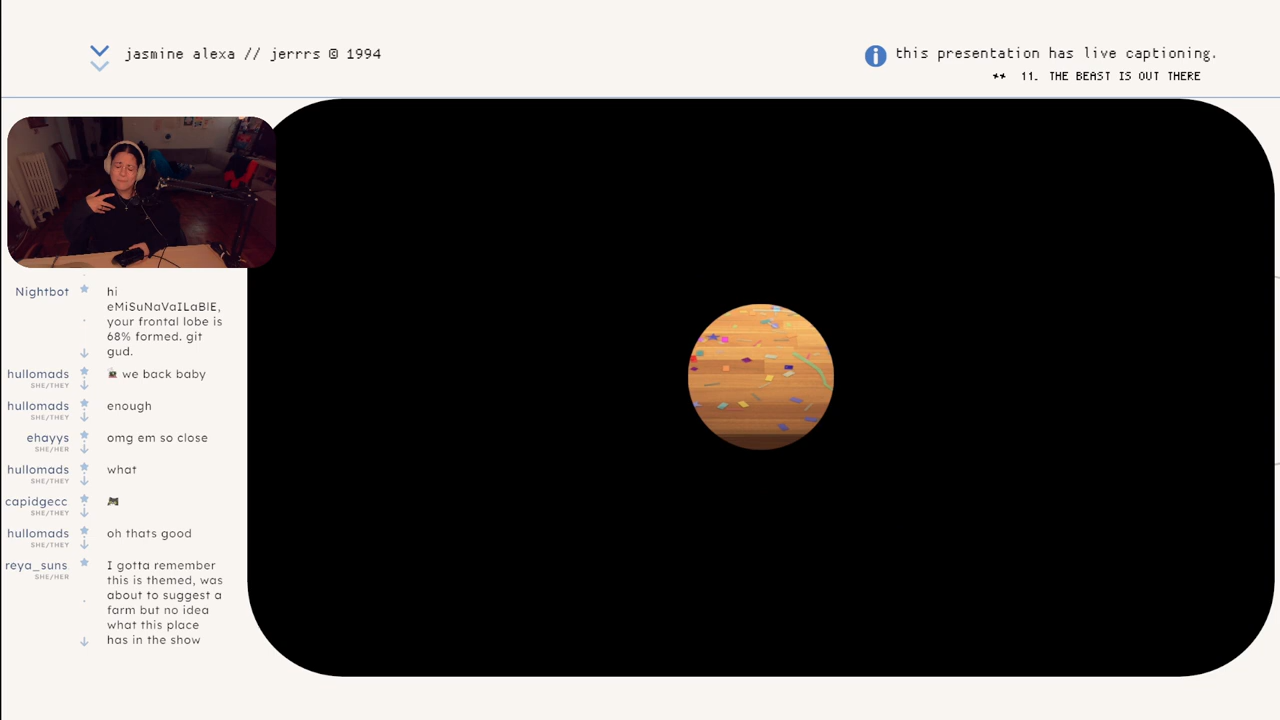 jasmine alexa // jerrrs © 1994
this presentation has live captioning.
** 11. THE BEAST IS OUT THERE
Nightbot
hi
eMiSuNaVaILaBlE,
your frontal lobe is
68% formed. git
gud.
hullomads
SHE/THEY
we back baby
hullomads
SHE/THEY
enough
ehayys
SHE/HER
omg em so close
hullomads
SHE/THEY
what
capidgecc
SHE/THEY
hullomads
SHE/THEY
oh thats good
reya_suns
SHE/HER
I gotta remember
this is themed, was
about to suggest a
farm but no idea
what this place
has in the show